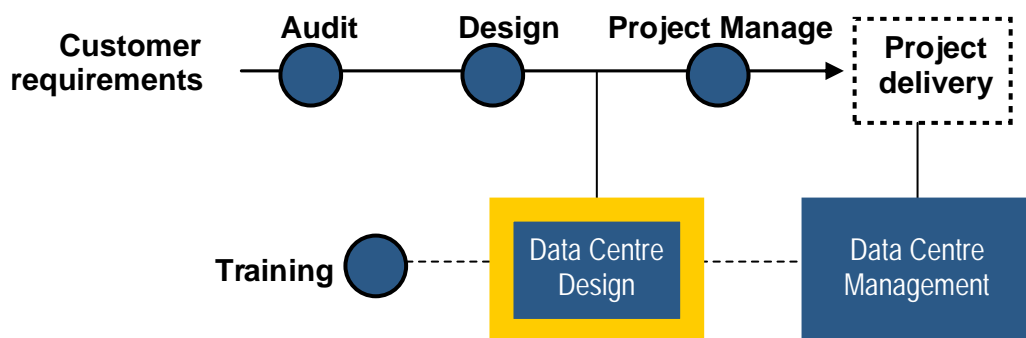 Audit
Design
Project Manage
Customer
requirements
Project
delivery
Training
Data Centre
Design
Data Centre
Management